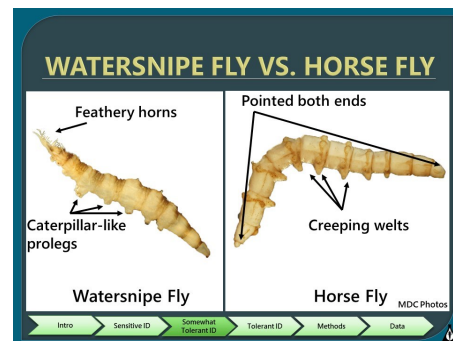 WATERSNIPE FLY VS. HORSE FLY
Feathery horns
Caterpillar-like
prolegs
Watersnipe Fly
Pointed both ends
Creeping welts
Horse Fly
MDC Photos
Intro
Sensitive ID
Somewhat
Tolerant ID
Tolerant ID
Methods
Data